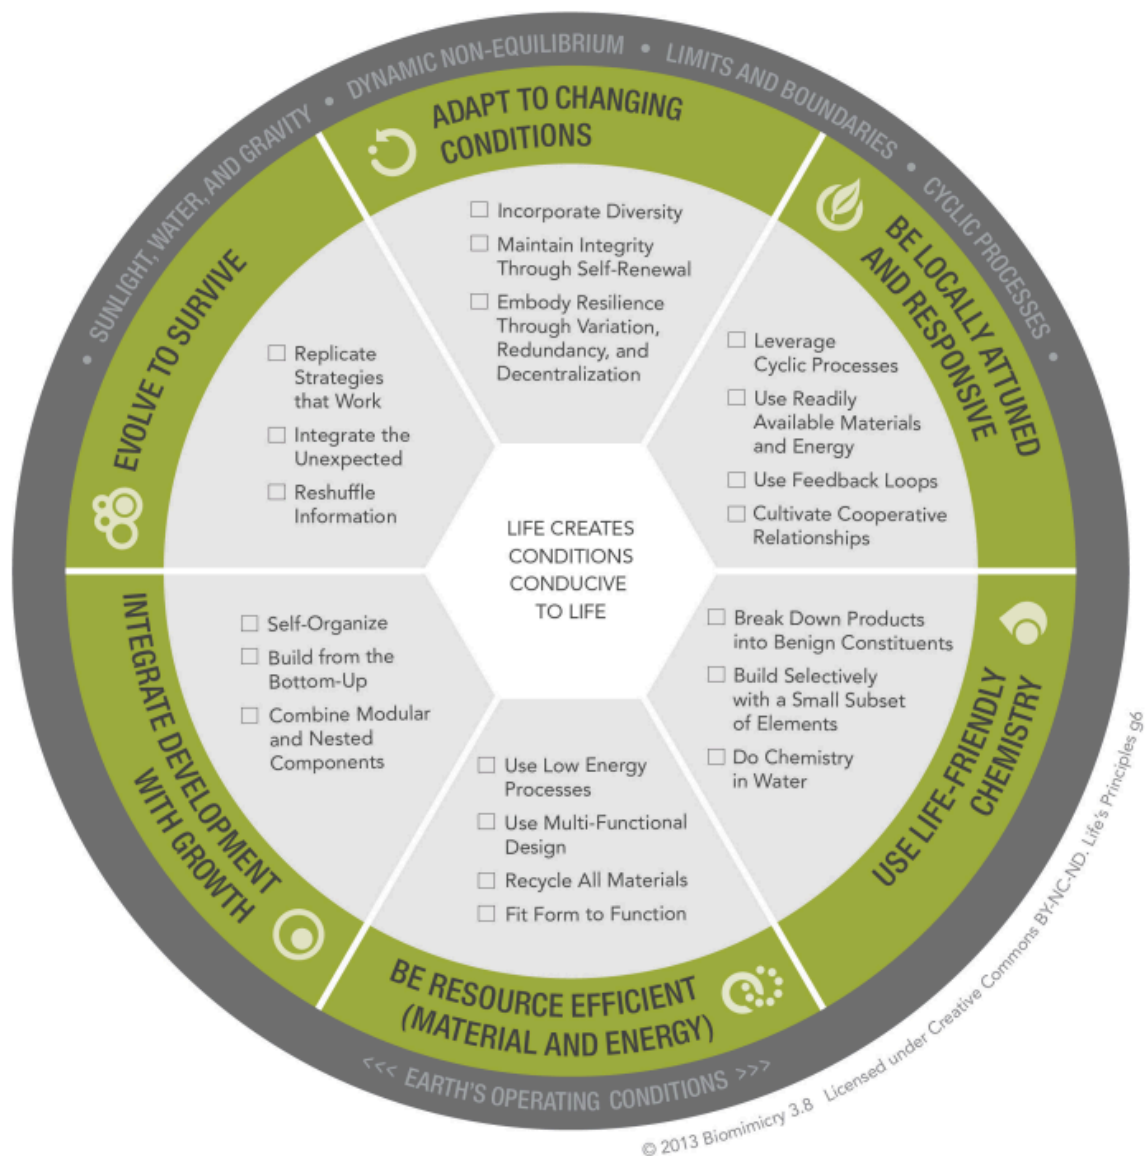 • SUNLIGHT, WATER, AND GRAVITY • DYNAMIC NON-EQUILIBRIUM • LIMITS AND BOUNDARIES • CYCLIC PROCESSES •
ADAPT TO CHANGING
CONDITIONS
☐ Incorporate Diversity
☐ Maintain Integrity
Through Self-Renewal
☐ Embody Resilience
Through Variation,
Redundancy, and
Decentralization
BE LOCALLY ATTUNED
AND RESPONSIVE
☐ Leverage
Cyclic Processes
☐ Use Readily
Available Materials
and Energy
☐ Use Feedback Loops
☐ Cultivate Cooperative
Relationships
USE LIFE-FRIENDLY
CHEMISTRY
☐ Break Down Products
into Benign Constituents
☐ Build Selectively
with a Small Subset
of Elements
☐ Do Chemistry
in Water
BE RESOURCE EFFICIENT
(MATERIAL AND ENERGY)
☐ Use Low Energy
Processes
☐ Use Multi-Functional
Design
☐ Recycle All Materials
☐ Fit Form to Function
INTEGRATE DEVELOPMENT
WITH GROWTH
☐ Self-Organize
☐ Build from the
Bottom-Up
☐ Combine Modular
and Nested
Components
EVOLVE TO SURVIVE
☐ Replicate
Strategies
that Work
☐ Integrate the
Unexpected
☐ Reshuffle
Information
LIFE CREATES
CONDITIONS
CONDUCIVE
TO LIFE
<<< EARTH'S OPERATING CONDITIONS >>>
© 2013 Biomimicry 3.8 Licensed under Creative Commons BY-NC-ND. Life's Principles g6